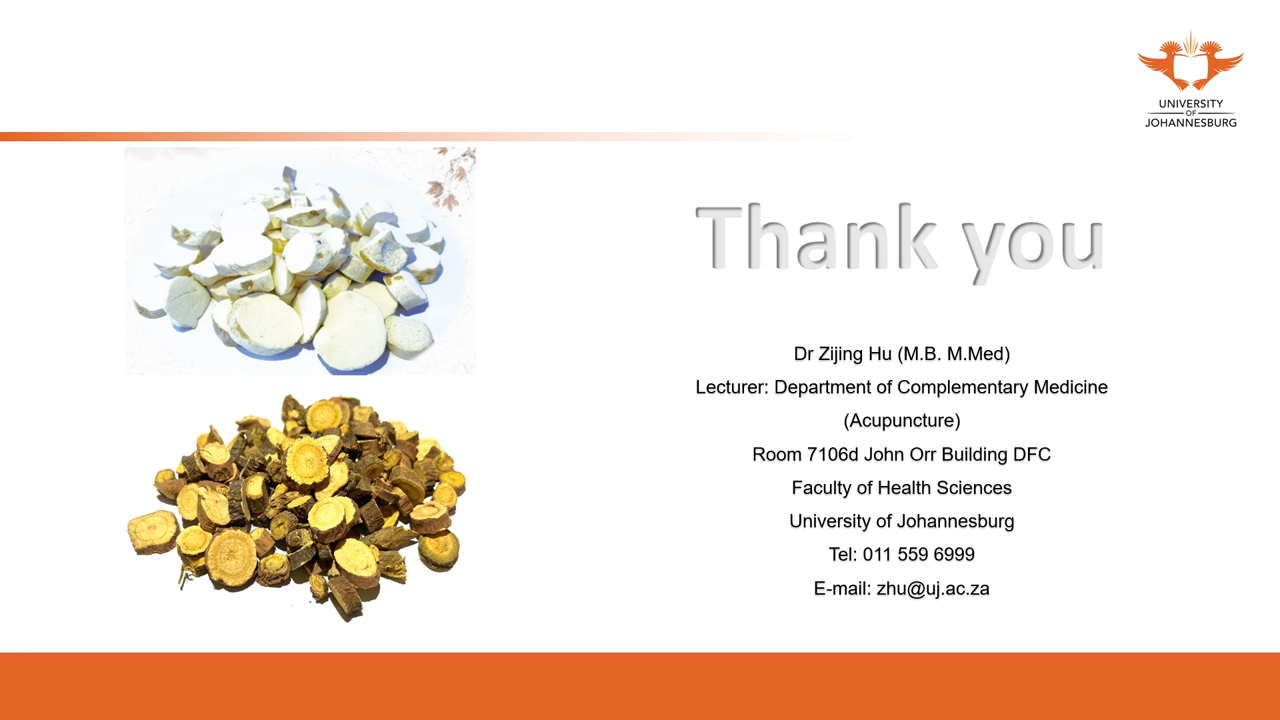 UNIVERSITY
OF
JOHANNESBURG
Thank you
Dr Zijing Hu (M.B. M.Med)
Lecturer: Department of Complementary Medicine
(Acupuncture)
Room 7106d John Orr Building DFC
Faculty of Health Sciences
University of Johannesburg
Tel: 011 559 6999
E-mail: zhu@uj.ac.za